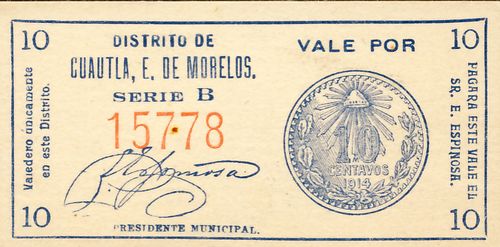 10
DISTRITO DE
CUAUTLA, E. DE MORELOS.
SERIE B
15778
PRESIDENTE MUNICIPAL.
VALE POR
10
10
CENTAVOS
1914
Valedero únicamente
en este Distrito.
PAGARA ESTE VALE EL
SR. E. ESPINOSA.
10
10